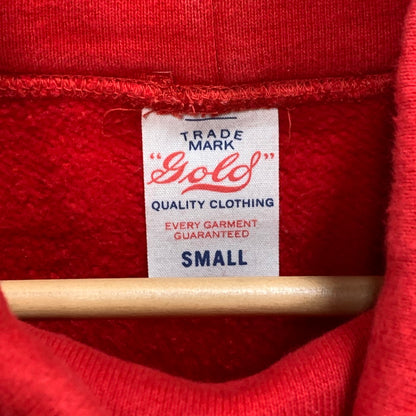 TRADE
MARK
"Gold"
QUALITY CLOTHING
EVERY GARMENT
GUARANTEED
SMALL